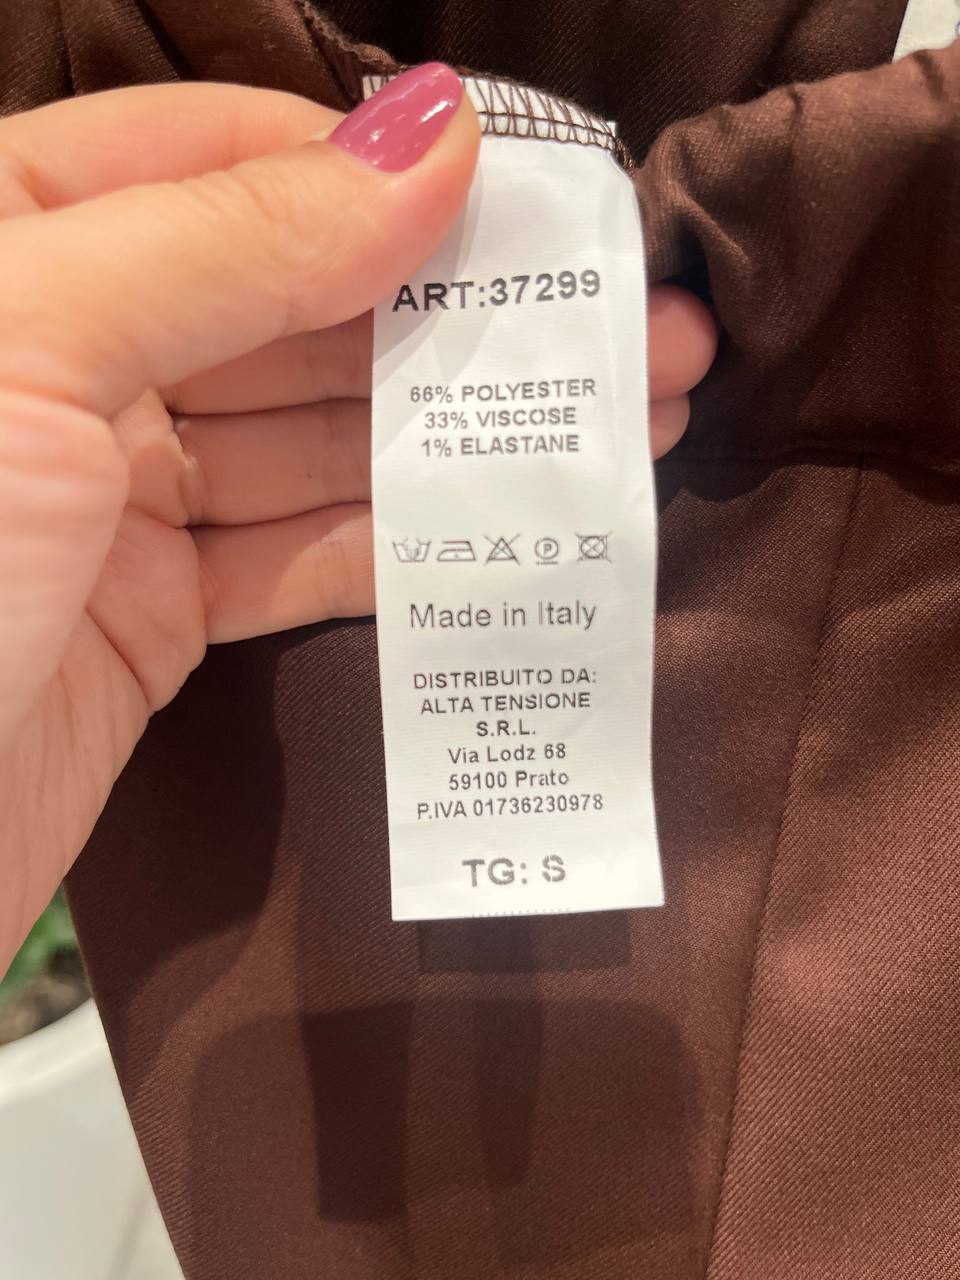 ART:37299
66% POLYESTER
33% VISCOSE
1% ELASTANE
P
Made in Italy
DISTRIBUITO DA:
ALTA TENSIONE
S.R.L.
Via Lodz 68
59100 Prato
P.IVA 01736230978
TG: S